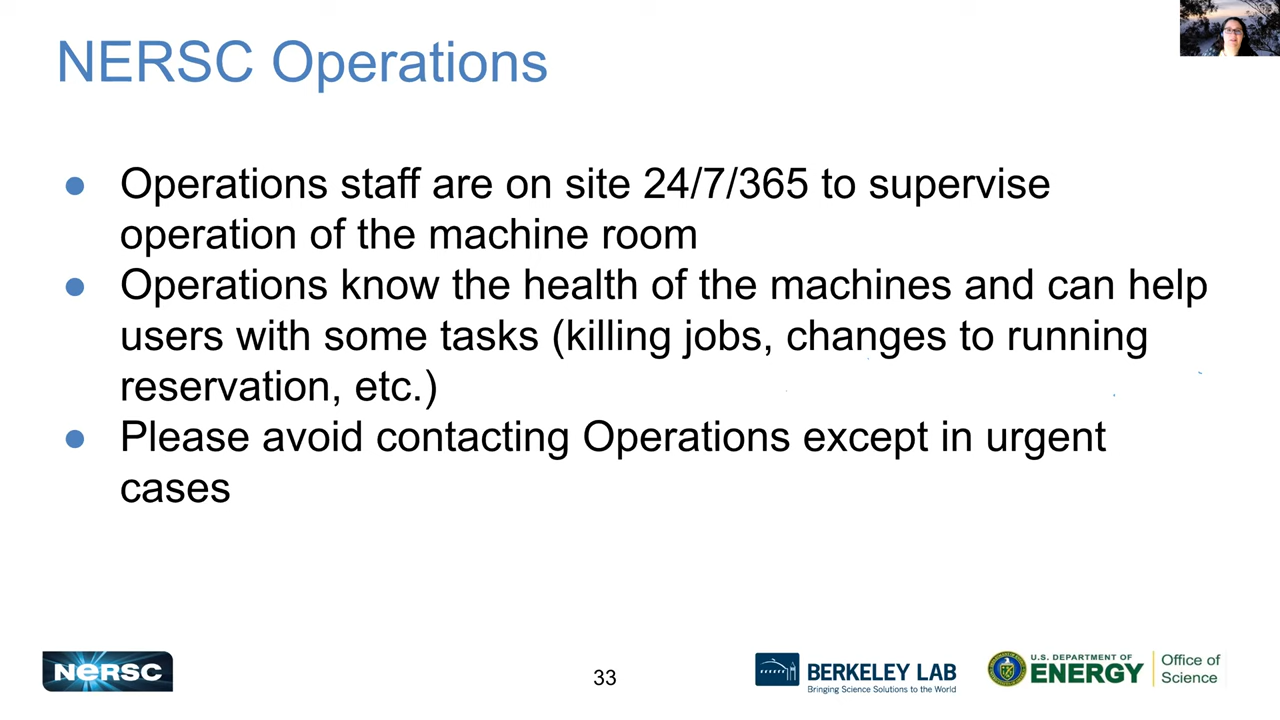 NERSC Operations
● Operations staff are on site 24/7/365 to supervise
operation of the machine room
● Operations know the health of the machines and can help
users with some tasks (killing jobs, changes to running
reservation, etc.)
● Please avoid contacting Operations except in urgent
cases
NERSC
33
BERKELEY LAB
Bringing Science Solutions to the World
U.S. DEPARTMENT OF
ENERGY
Office of
Science